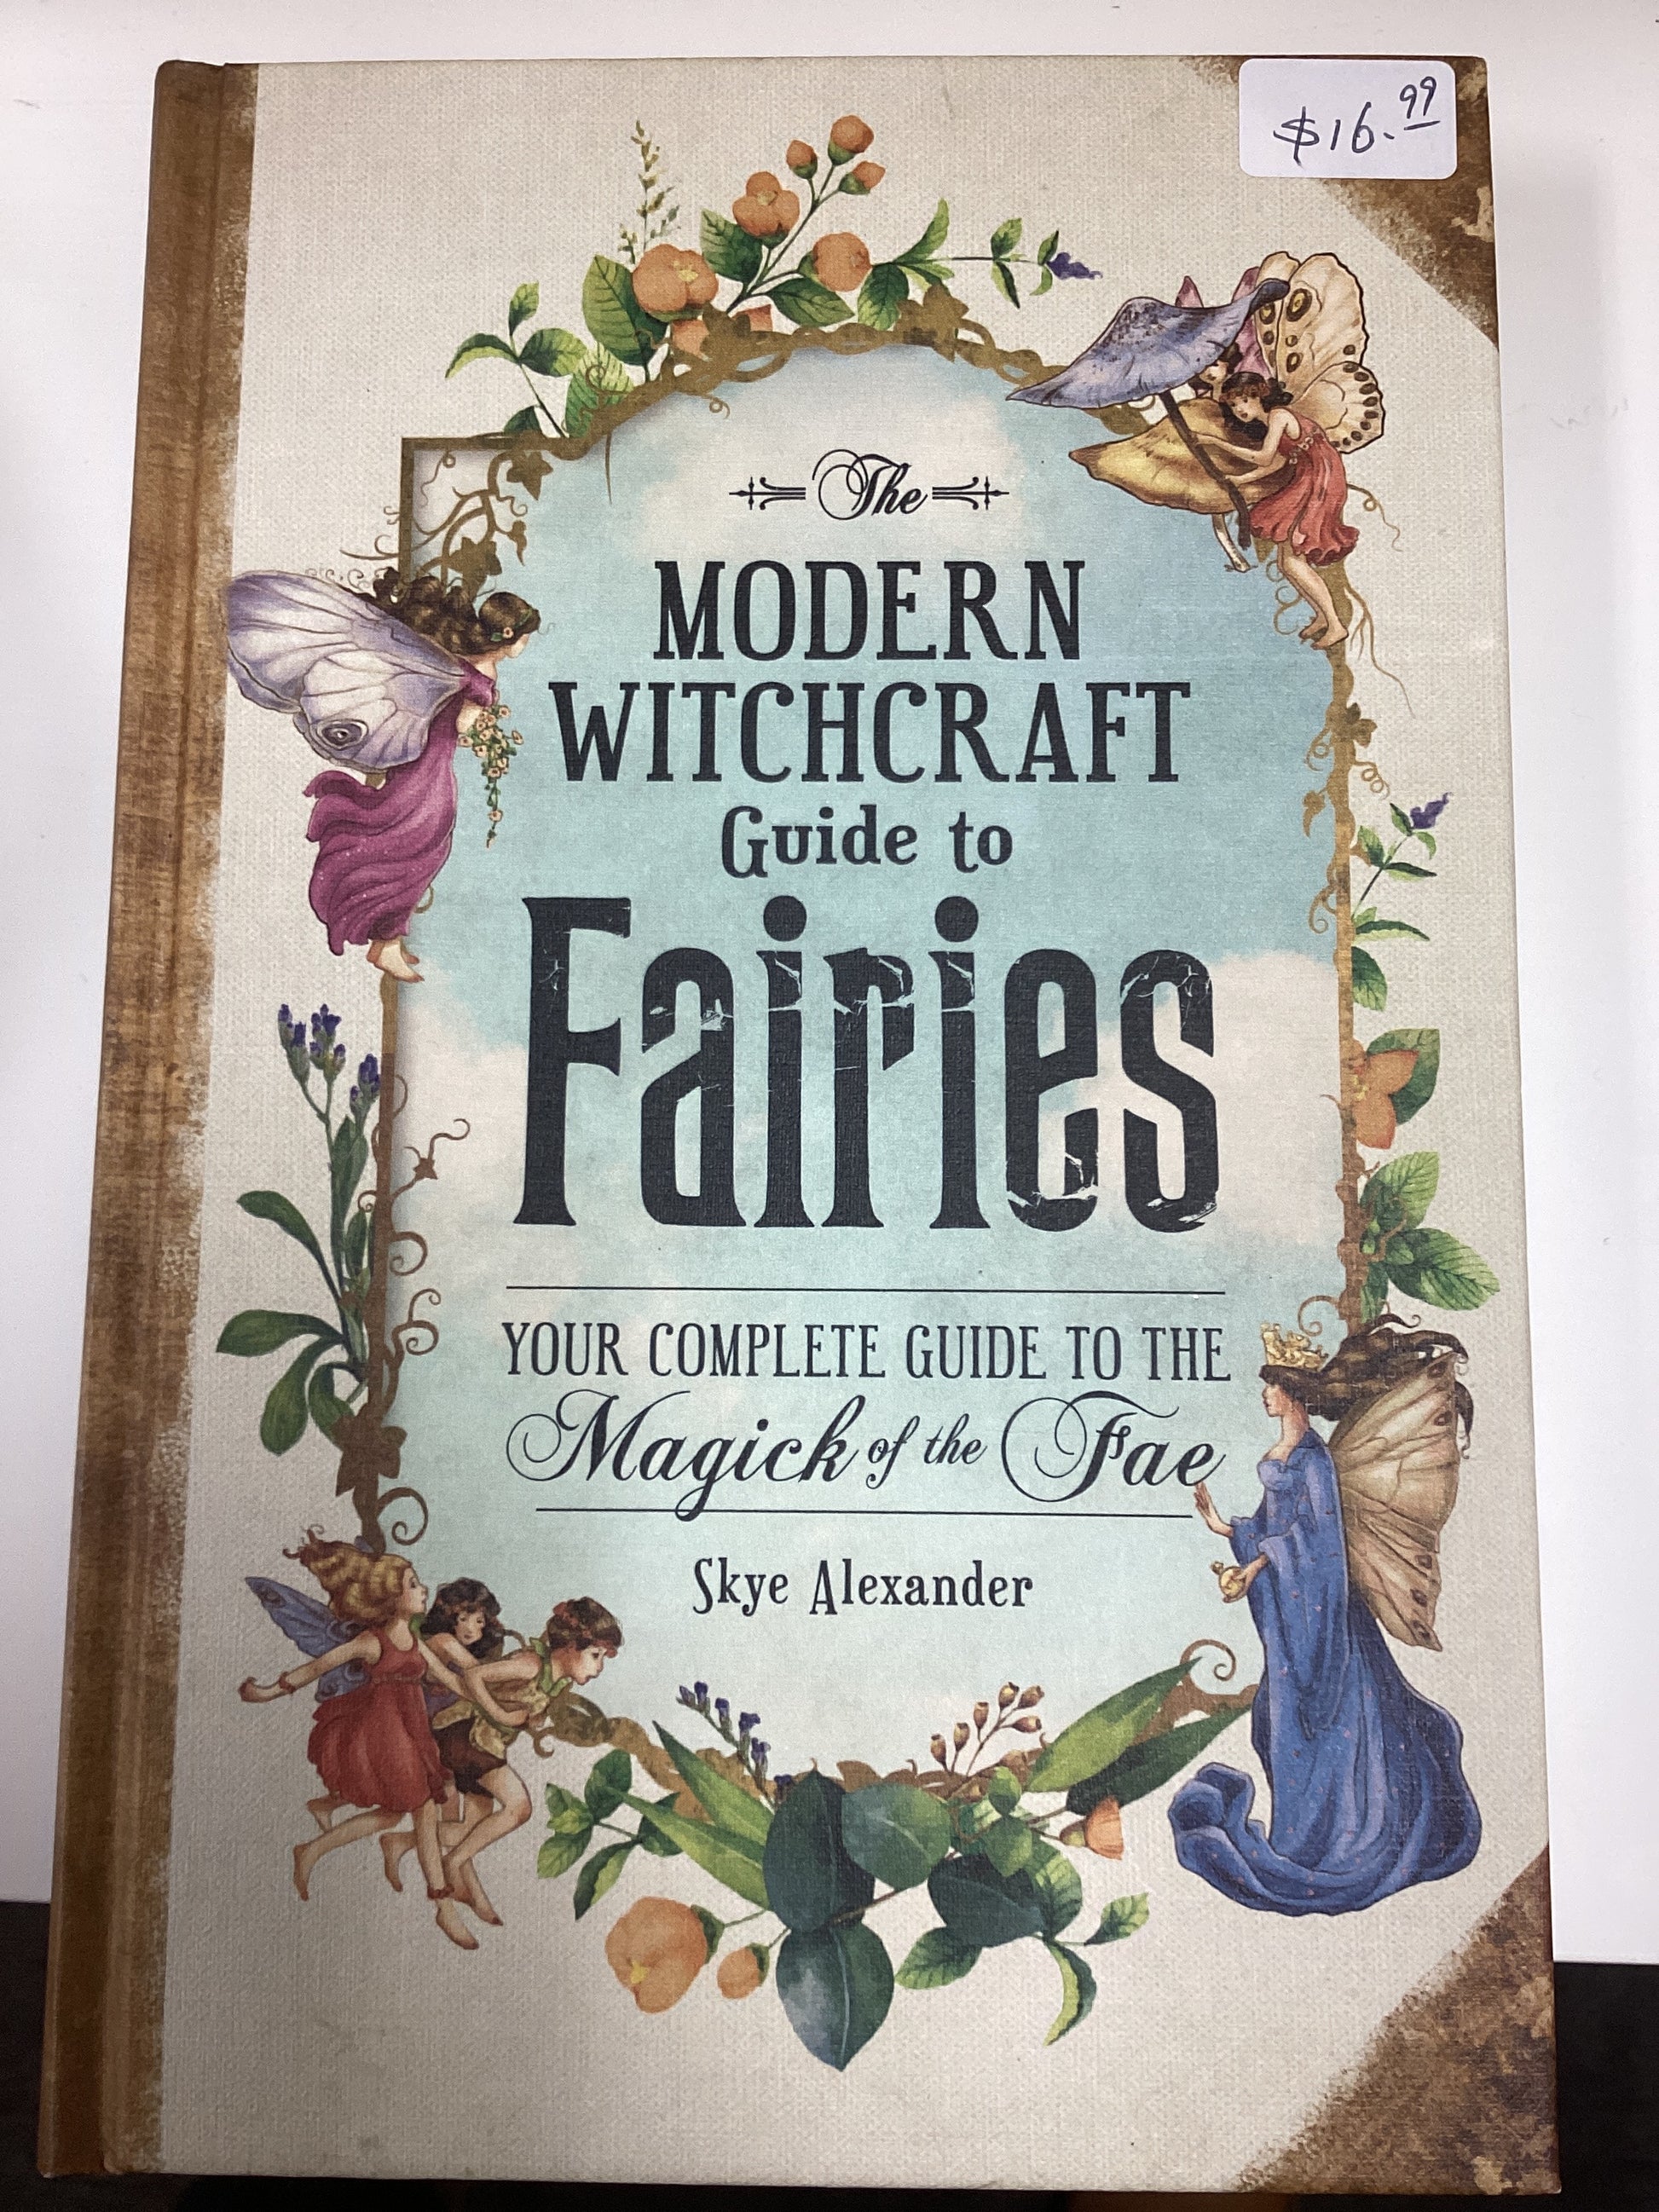 $16.99
The
MODERN
WITCHCRAFT
Guide to
Fairies
YOUR COMPLETE GUIDE TO THE
Magick of the Fae
Skye Alexander